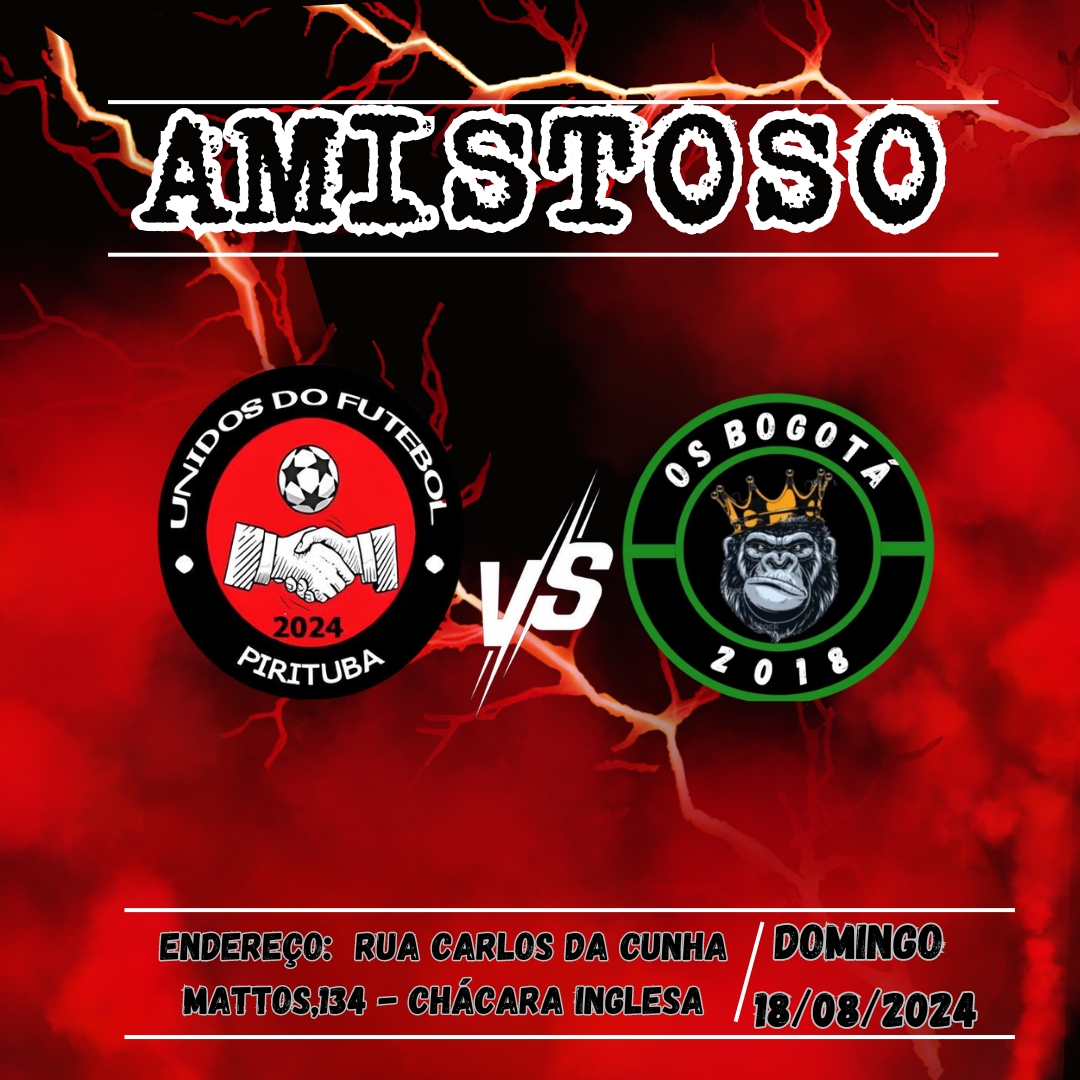 AMISTOSO
UNIDOS DO FUTEBOL
2024
PIRITUBA
VS
OS BOGOTÁ
2018
ENDEREÇO: RUA CARLOS DA CUNHA
MATTOS,134 - CHÁCARA INGLESA
DOMINGO
18/08/2024